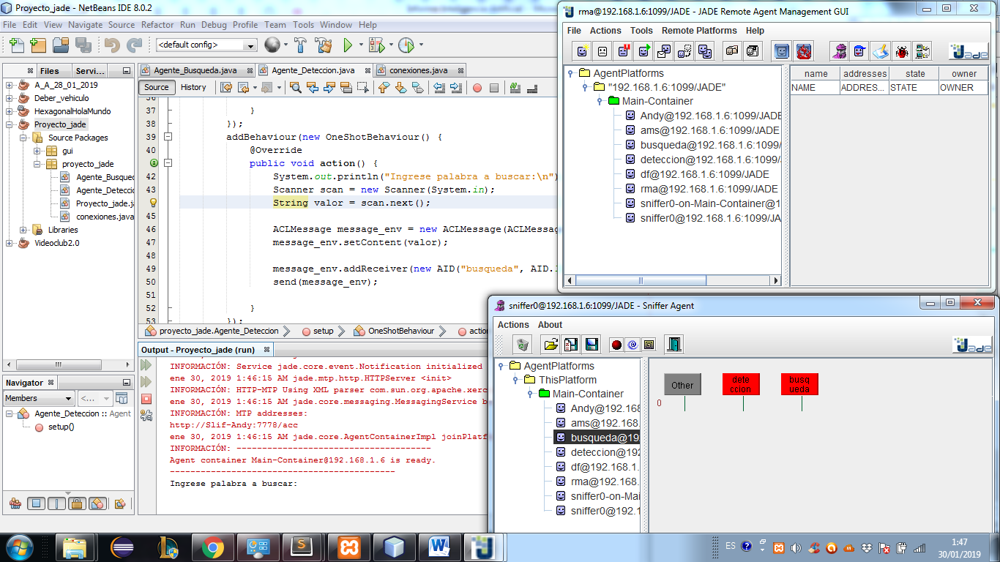 Proyecto_jade - NetBeans IDE 8.0.2
File Edit View Navigate Source Refactor Run Debug Profile Team Tools Window Help
<default config>
Files
Servi...
A_A_28_01_2019
Deber_vehiculo
HexagonalHolaMundo
Proyecto_jade
Source Packages
gui
proyecto_jade
Agente_Busqued
Agente_Deteccio
Proyecto_jade.ja
conexiones.java
Libraries
Videoclub2.0
Navigator
Members
<...
Agente_Deteccion :: Agent
setup()
Agente_Busqueda.java
Agente_Deteccion.java
conexiones.java
Source
History
36
37 }
38 });
39 addBehaviour(new OneShotBehaviour() {
40 @Override
public void action() {
42 System.out.println("Ingrese palabra a buscar:\n")
43 Scanner scan = new Scanner(System.in);
String valor = scan.next();
45
46 ACLMessage message_env = new ACLMessage(ACLMessag
47 message_env.setContent(valor);
48
49 message_env.addReceiver(new AID("busqueda", AID.
50 send(message_env);
51
52 }
53 });
proyecto_jade.Agente_Deteccion
setup
OneShotBehaviour
action
Output - Proyecto_jade (run)
INFORMACIÓN: Service jade.core.event.Notification initialized
ene 30, 2019 1:46:15 AM jade.mtp.http.HTTPServer <init>
INFORMACIÓN: HTTP-MTP Using XML parser com.sun.org.apache.xerc
ene 30, 2019 1:46:15 AM jade.core.messaging.MessagingService b
INFORMACIÓN: MTP addresses:
http://Slif-Andy:7778/acc
ene 30, 2019 1:46:15 AM jade.core.AgentContainerImpl joinPlatf
INFORMACIÓN: --------------------------------------
Agent container Main-Container@192.168.1.6 is ready.
--------------------------------------------
Ingrese palabra a buscar:
rma@192.168.1.6:1099/JADE - JADE Remote Agent Management GUI
File Actions Tools Remote Platforms Help
Jade
AgentPlatforms
"192.168.1.6:1099/JADE"
Main-Container
Andy@192.168.1.6:1099/JADE
ams@192.168.1.6:1099/JADE
busqueda@192.168.1.6:1099/
deteccion@192.168.1.6:1099/
df@192.168.1.6:1099/JADE
rma@192.168.1.6:1099/JADE
sniffer0-on-Main-Container@1
sniffer0@192.168.1.6:1099/JA
name addresses state owner
NAME ADDRES... STATE OWNER
sniffer0@192.168.1.6:1099/JADE - Sniffer Agent
Actions About
Jade
AgentPlatforms
ThisPlatform
Main-Container
Andy@192.168
ams@192.168
busqueda@19
deteccion@192
df@192.168.1.
rma@192.168.
sniffer0-on-Mai
sniffer0@192.1
Other
dete
ccion
busq
ueda
0
ES
1:47
30/01/2019